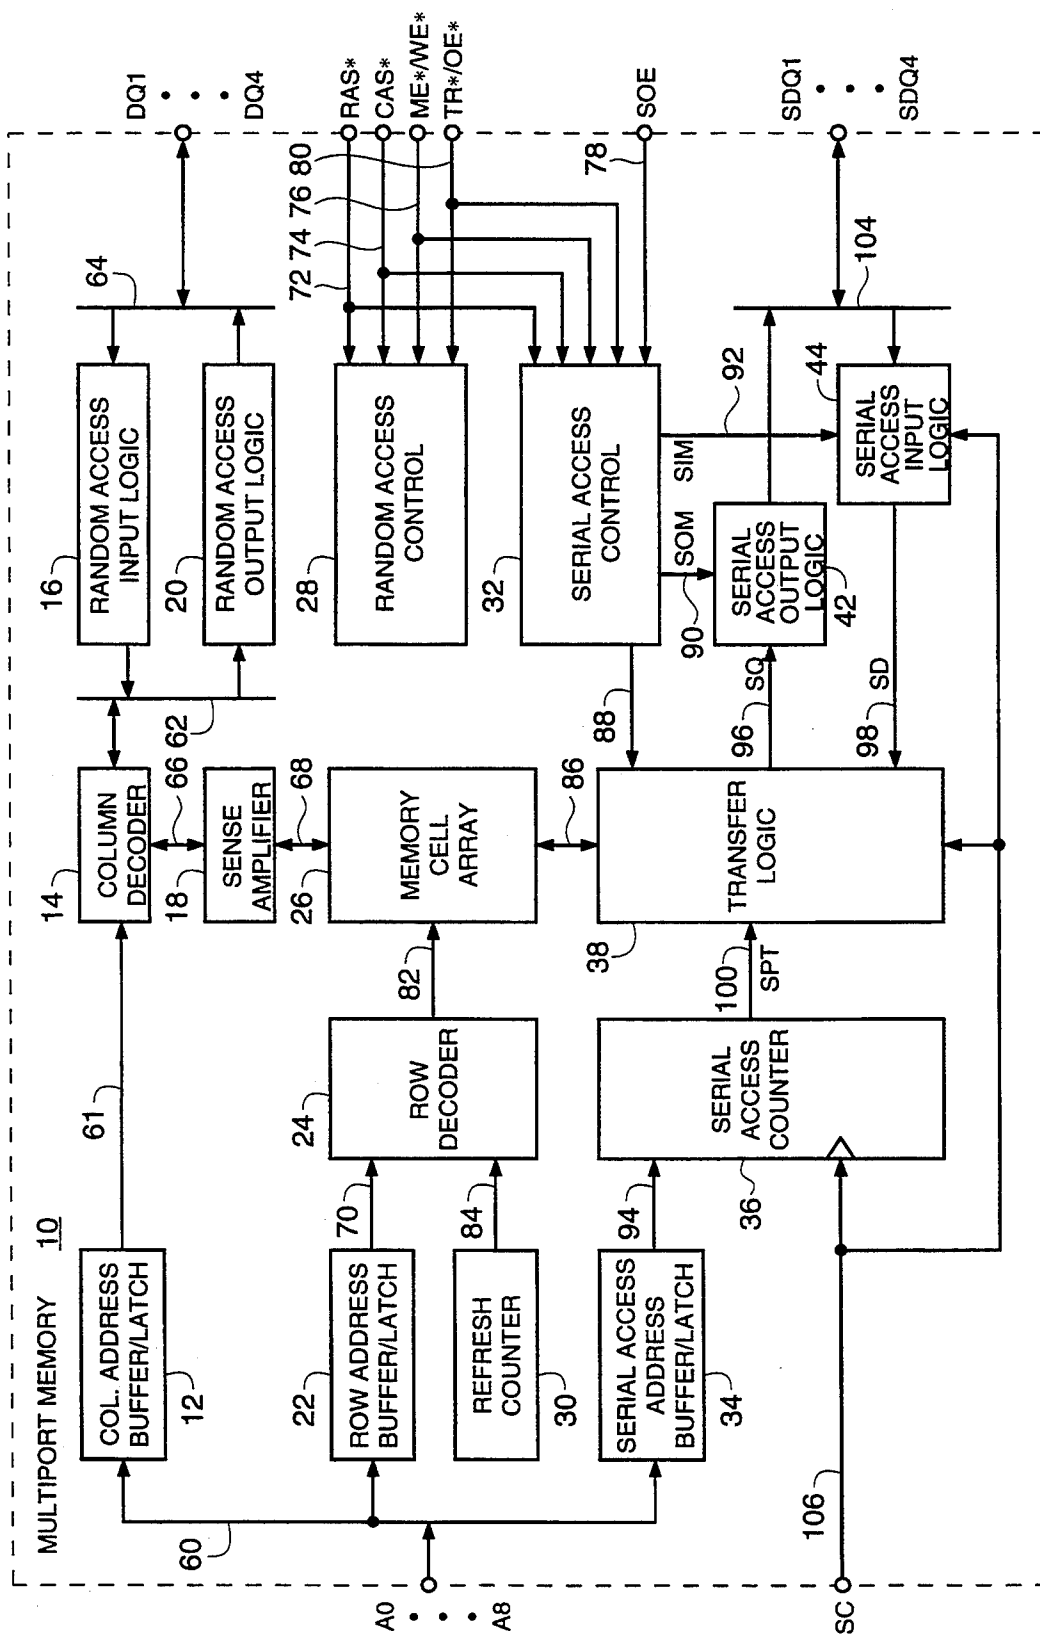 MULTIPORT MEMORY 10
A0
A8
60
COL. ADDRESS
BUFFER/LATCH
12
61
14
COLUMN
DECODER
66
62
16
RANDOM ACCESS
INPUT LOGIC
64
DQ1
DQ4
18
SENSE
AMPLIFIER
68
20
RANDOM ACCESS
OUTPUT LOGIC
22
ROW ADDRESS
BUFFER/LATCH
70
REFRESH
COUNTER
30
84
24
ROW
DECODER
82
26
MEMORY
CELL
ARRAY
86
28
RANDOM ACCESS
CONTROL
72
74
76
80
RAS*
CAS*
ME*/WE*
TR*/OE*
32
SERIAL ACCESS
CONTROL
78
SOE
88
SERIAL ACCESS
ADDRESS
BUFFER/LATCH
34
94
SERIAL
ACCESS
COUNTER
36
100
SPT
38
TRANSFER
LOGIC
90
SOM
SIM
92
96
SQ
SERIAL
ACCESS
OUTPUT
LOGIC
42
98
SD
44
SERIAL
ACCESS
INPUT
LOGIC
104
SDQ1
SDQ4
SC
106